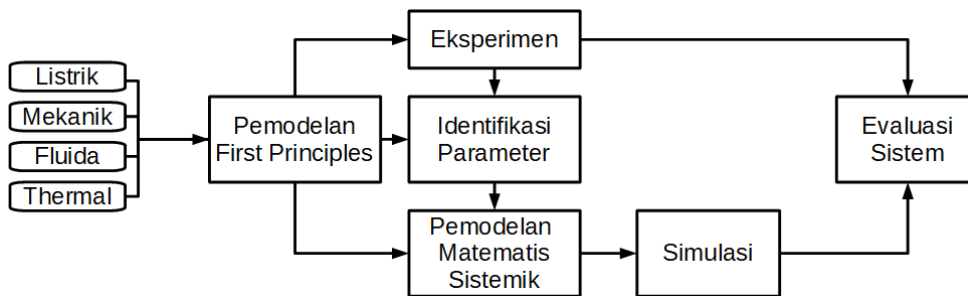 Listrik
Mekanik
Fluida
Thermal
Pemodelan
First Principles
Eksperimen
Identifikasi
Parameter
Pemodelan
Matematis
Sistemik
Simulasi
Evaluasi
Sistem